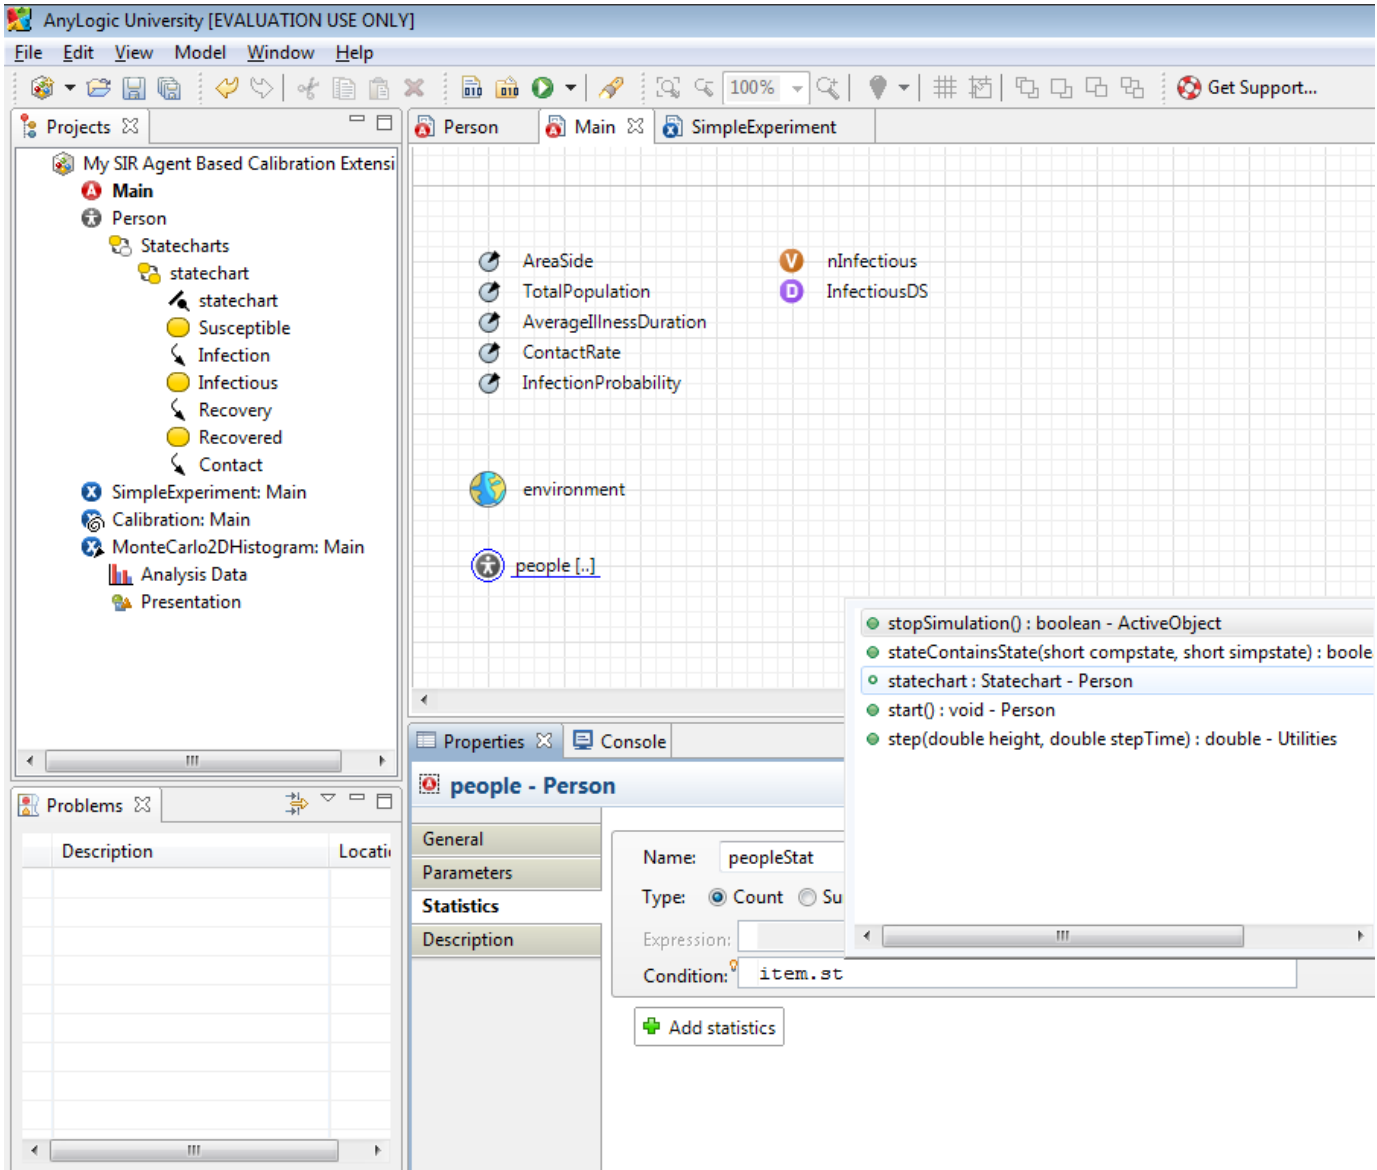 AnyLogic University [EVALUATION USE ONLY]
File Edit View Model Window Help
100% Get Support...
Projects
Person Main SimpleExperiment
My SIR Agent Based Calibration Extensi
Main
Person
Statecharts
statechart
statechart
Susceptible
Infection
Infectious
Recovery
Recovered
Contact
SimpleExperiment: Main
Calibration: Main
MonteCarlo2DHistogram: Main
Analysis Data
Presentation
AreaSide
TotalPopulation
AverageIllnessDuration
ContactRate
InfectionProbability
nInfectious
InfectiousDS
environment
people [..]
stopSimulation() : boolean - ActiveObject
stateContainsState(short compstate, short simpstate) : boole
statechart : Statechart - Person
start() : void - Person
step(double height, double stepTime) : double - Utilities
Problems
Description Locati
Properties Console
people - Person
General
Parameters
Statistics
Description
Name: peopleStat
Type: Count Su
Expression:
Condition: item.st
Add statistics